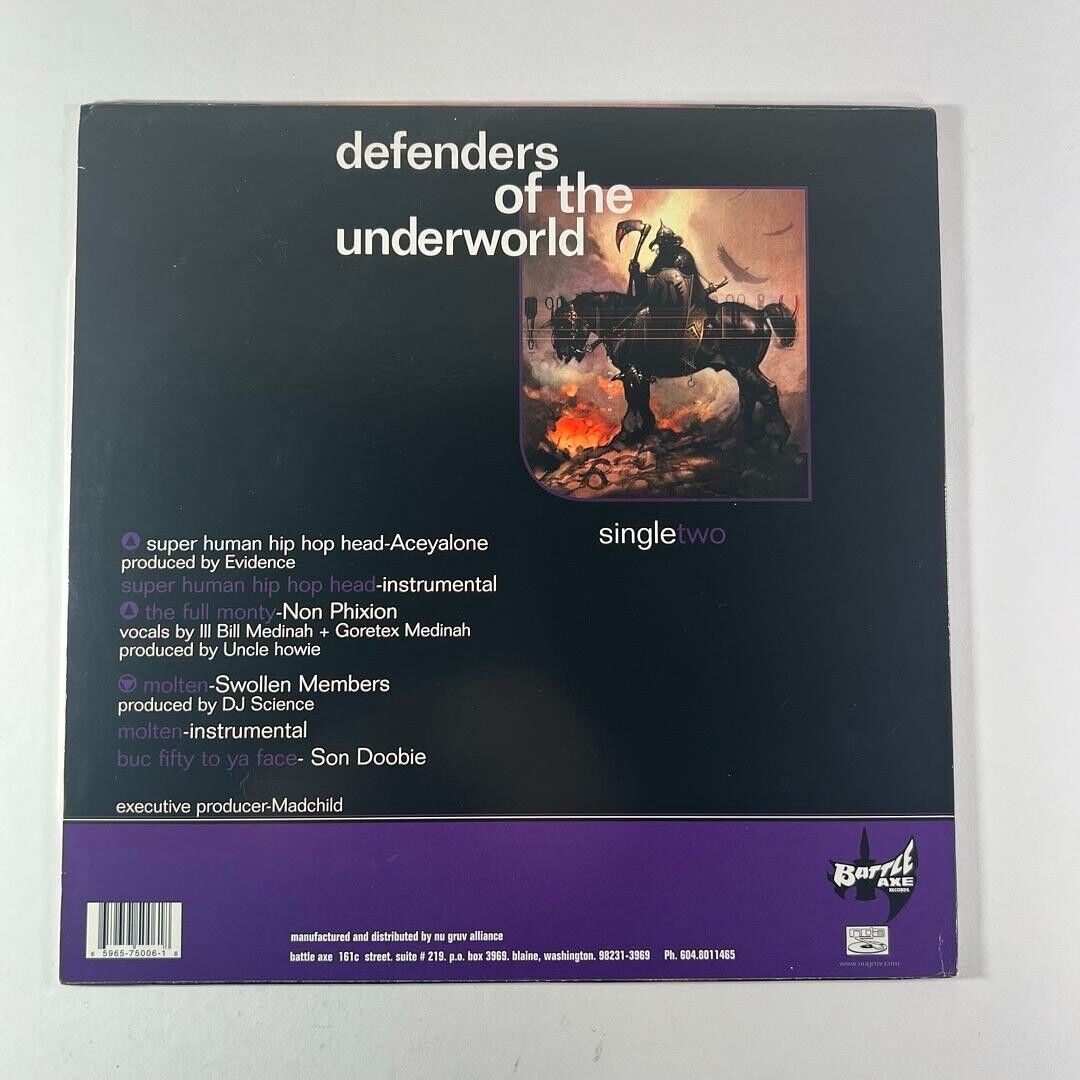 defenders
of the
underworld
singletwo
super human hip hop head-Aceyalone
produced by Evidence
super human hip hop head-instrumental
the full monty-Non Phixion
vocals by Ill Bill Medinah + Goretex Medinah
produced by Uncle howie
molten-Swollen Members
produced by DJ Science
molten-instrumental
buc fifty to ya face- Son Doobie
executive producer-Madchild
BATTLE
AXE
RECORDS
6 5965-75006-1 8
manufactured and distributed by nu gruv alliance
battle axe 161c street. suite # 219. p.o. box 3969. blaine, washington. 98231-3969 Ph. 604.8011465
nga
www.nugruv.com